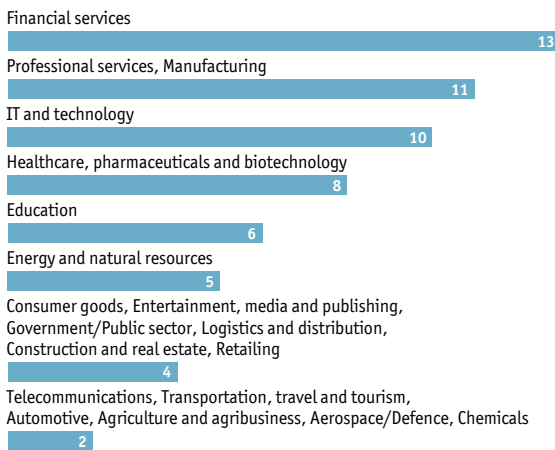 Financial services
13
Professional services, Manufacturing
11
IT and technology
10
Healthcare, pharmaceuticals and biotechnology
8
Education
6
Energy and natural resources
5
Consumer goods, Entertainment, media and publishing,
Government/Public sector, Logistics and distribution,
Construction and real estate, Retailing
4
Telecommunications, Transportation, travel and tourism,
Automotive, Agriculture and agribusiness, Aerospace/Defence, Chemicals
2